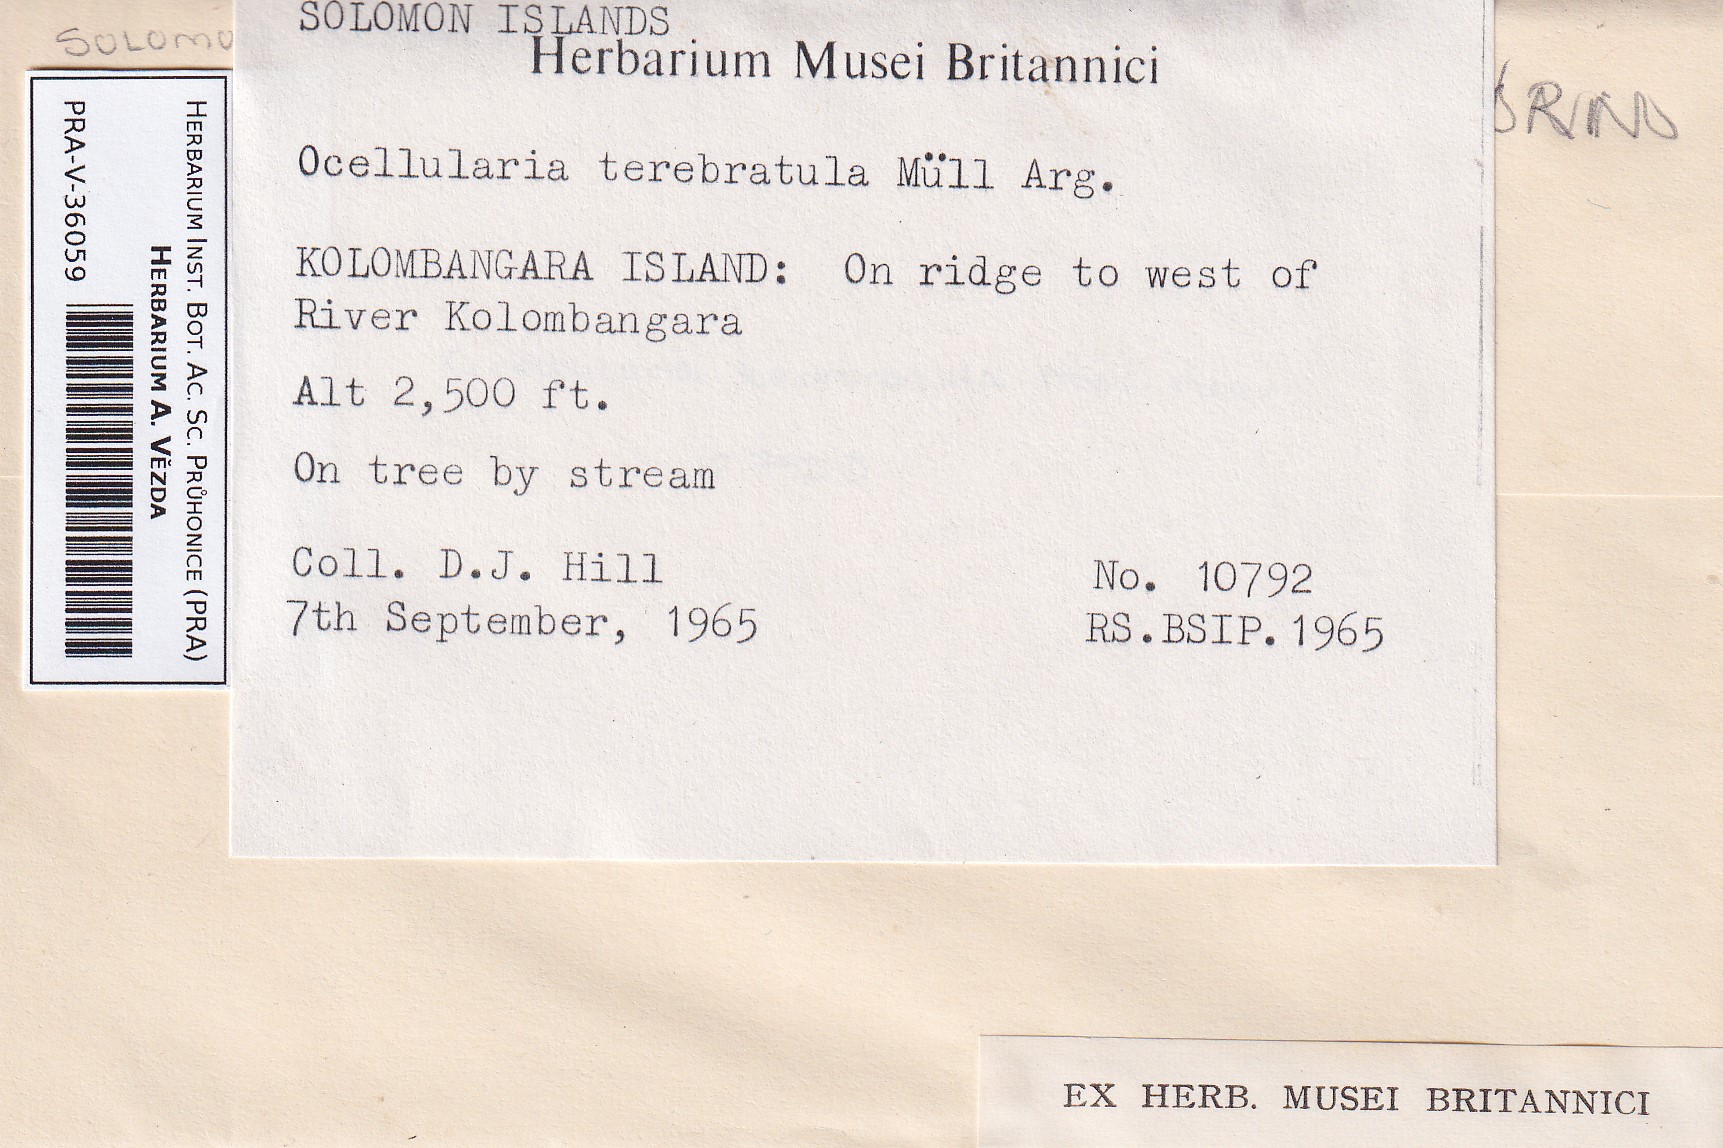 SOLOMON ISLANDS
Herbarium Musei Britannici
Ocellularia terebratula Müll Arg.
KOLOMBANGARA ISLAND: On ridge to west of
River Kolombangara
Alt 2,500 ft.
On tree by stream
Coll. D.J. Hill
7th September, 1965
No. 10792
RS.BSIP.1965
SOLOMO
HERBARIUM INST. BOT. AC. SC. PRŮHONICE (PRA)
HERBARIUM A. VĚZDA
PRA-V-36059
EX HERB. MUSEI BRITANNICI